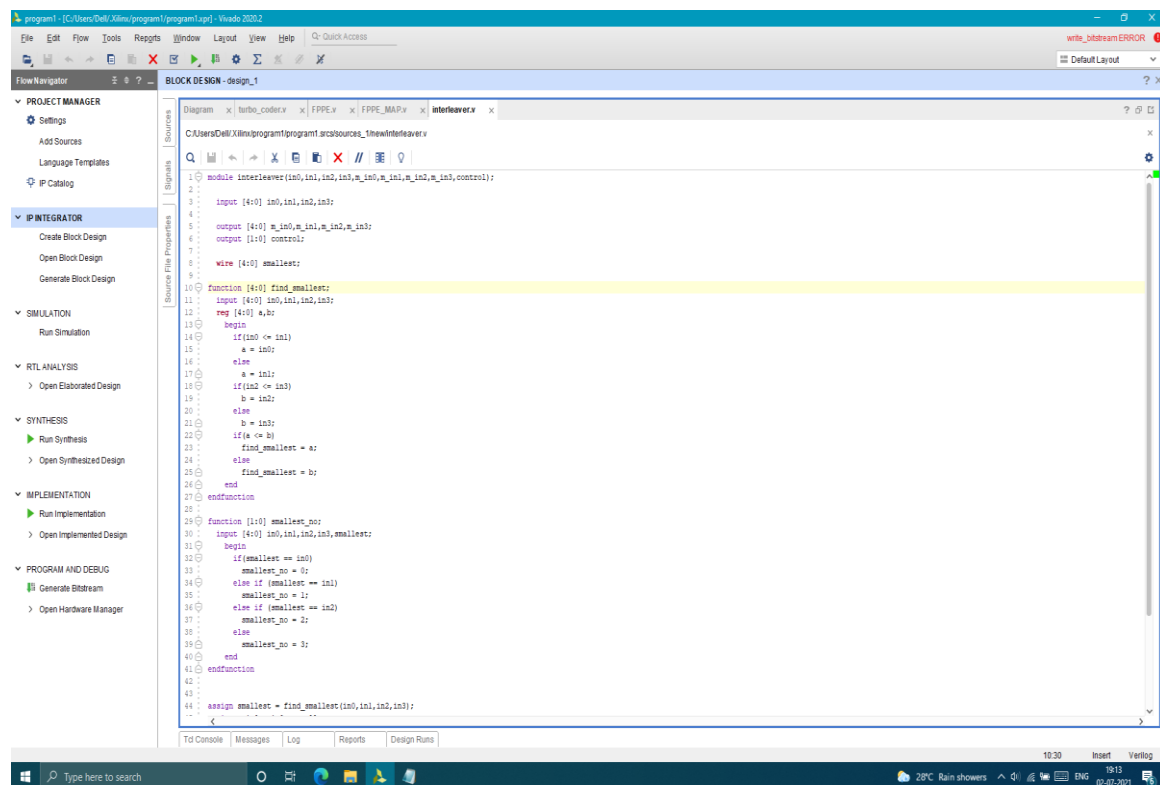 program1 - [C:/Users/Dell/.Xilinx/program1/program1.xpr] - Vivado 2020.2
File Edit Flow Tools Reports Window Layout View Help Quick Access
write_bitstream ERROR
Default Layout
Flow Navigator
BLOCK DESIGN - design_1
PROJECT MANAGER
Settings
Add Sources
Language Templates
IP Catalog
IP INTEGRATOR
Create Block Design
Open Block Design
Generate Block Design
SIMULATION
Run Simulation
RTL ANALYSIS
Open Elaborated Design
SYNTHESIS
Run Synthesis
Open Synthesized Design
IMPLEMENTATION
Run Implementation
Open Implemented Design
PROGRAM AND DEBUG
Generate Bitstream
Open Hardware Manager
Sources
Signals
Source File Properties
Diagram turbo_coder.v FPPE.v FPPE_MAP.v interleaver.v
C:/Users/Dell/.Xilinx/program1/program1.srcs/sources_1/new/interleaver.v
1 module interleaver(in0,in1,in2,in3,m_in0,m_in1,m_in2,m_in3,control);
2
3 input [4:0] in0,in1,in2,in3;
4
5 output [4:0] m_in0,m_in1,m_in2,m_in3;
6 output [1:0] control;
7
8 wire [4:0] smallest;
9
10 function [4:0] find_smallest;
11 input [4:0] in0,in1,in2,in3;
12 reg [4:0] a,b;
13 begin
14 if(in0 <= in1)
15 a = in0;
16 else
17 a = in1;
18 if(in2 <= in3)
19 b = in2;
20 else
21 b = in3;
22 if(a <= b)
23 find_smallest = a;
24 else
25 find_smallest = b;
26 end
27 endfunction
28
29 function [1:0] smallest_no;
30 input [4:0] in0,in1,in2,in3,smallest;
31 begin
32 if(smallest == in0)
33 smallest_no = 0;
34 else if (smallest == in1)
35 smallest_no = 1;
36 else if (smallest == in2)
37 smallest_no = 2;
38 else
39 smallest_no = 3;
40 end
41 endfunction
42
43
44 assign smallest = find_smallest(in0,in1,in2,in3);
Tcl Console Messages Log Reports Design Runs
10:30 Insert Verilog
Type here to search
28°C Rain showers ENG
19:13
02-07-2021